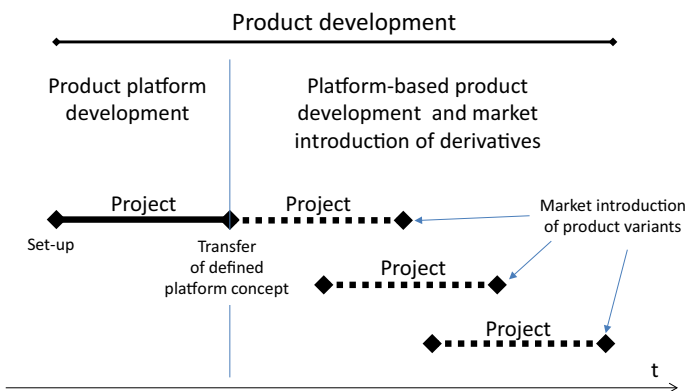 Product development
Product platform
development
Platform-based product
development and market
introduction of derivatives
Project
Project
Market introduction
of product variants
Set-up
Transfer
of defined
platform concept
Project
Project
t